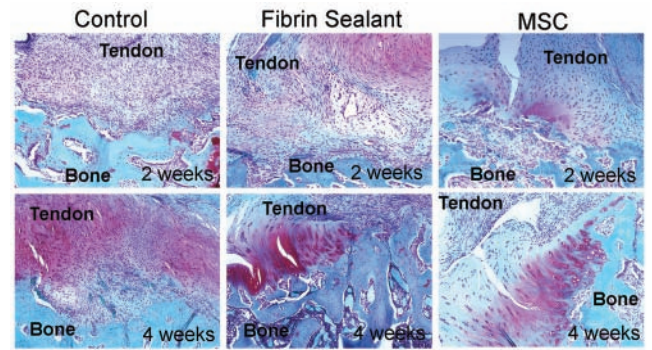 Control Fibrin Sealant MSC
Tendon Tendon Tendon
Bone 2 weeks Bone 2 weeks Bone 2 weeks
Tendon Tendon Tendon
Bone 4 weeks Bone 4 weeks Bone 4 weeks